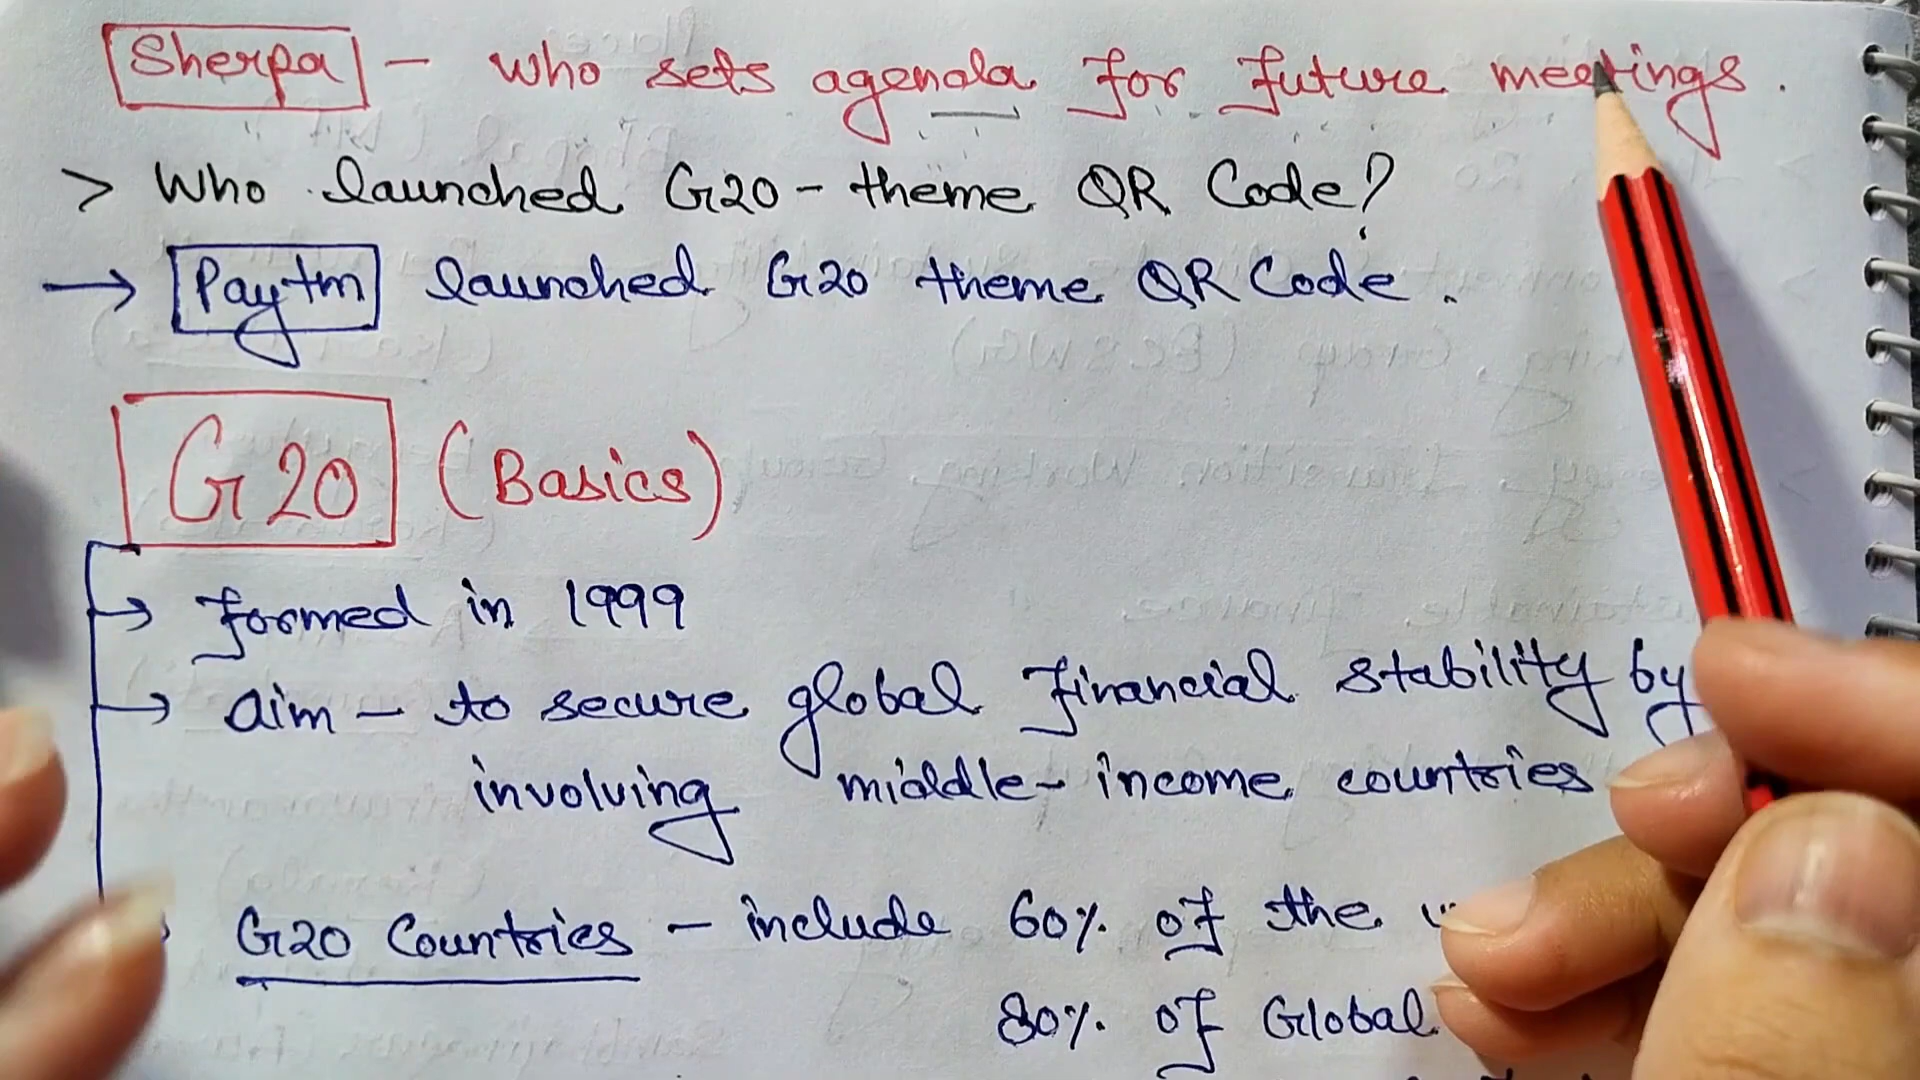 Sherpa - who sets agenda for future meetings.
> Who launched G20-theme QR Code?
→ Paytm launched G20 theme QR Code.
G20 (Basics)
→ formed in 1999
→ aim - to secure global financial stability by
involving middle-income countries
G20 Countries - include 60% of the
80% of Global